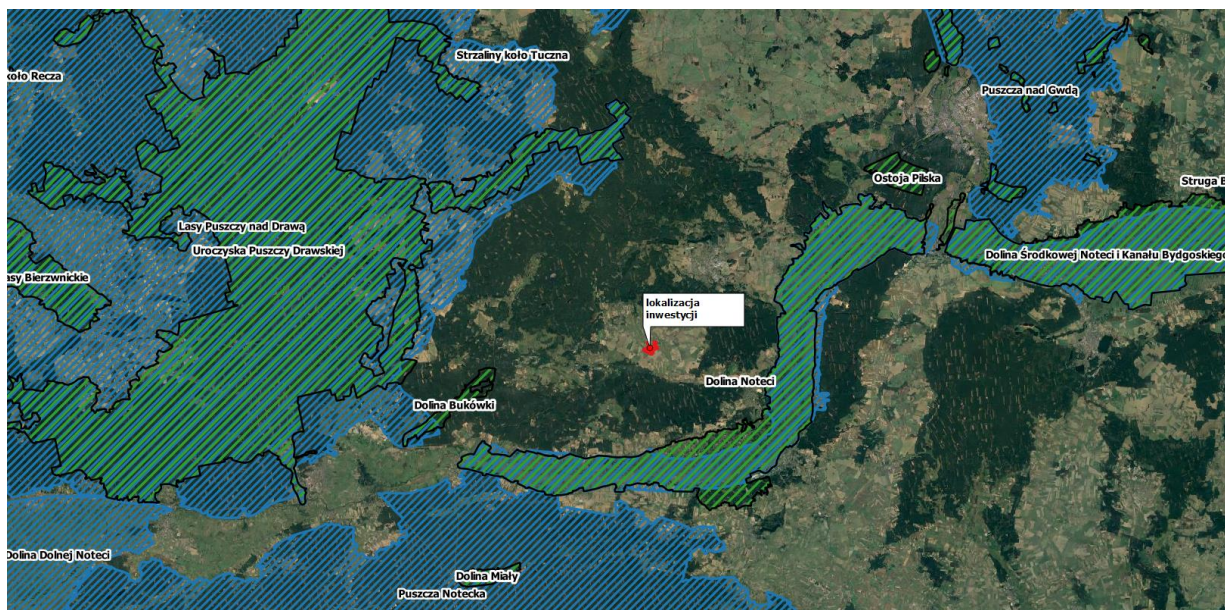 Strzaliny koło Tuczna
koło Recza
Puszcza nad Gwdą
Ostoja Pilska
Struga B
Lasy Puszczy nad Drawą
Uroczyska Puszczy Drawskiej
Dolina Środkowej Noteci i Kanału Bydgoskiego
asy Bierzwnickie
lokalizacja
inwestycji
Dolina Noteci
Dolina Bukówki
Dolina Dolnej Noteci
Dolina Miały
Puszcza Notecka